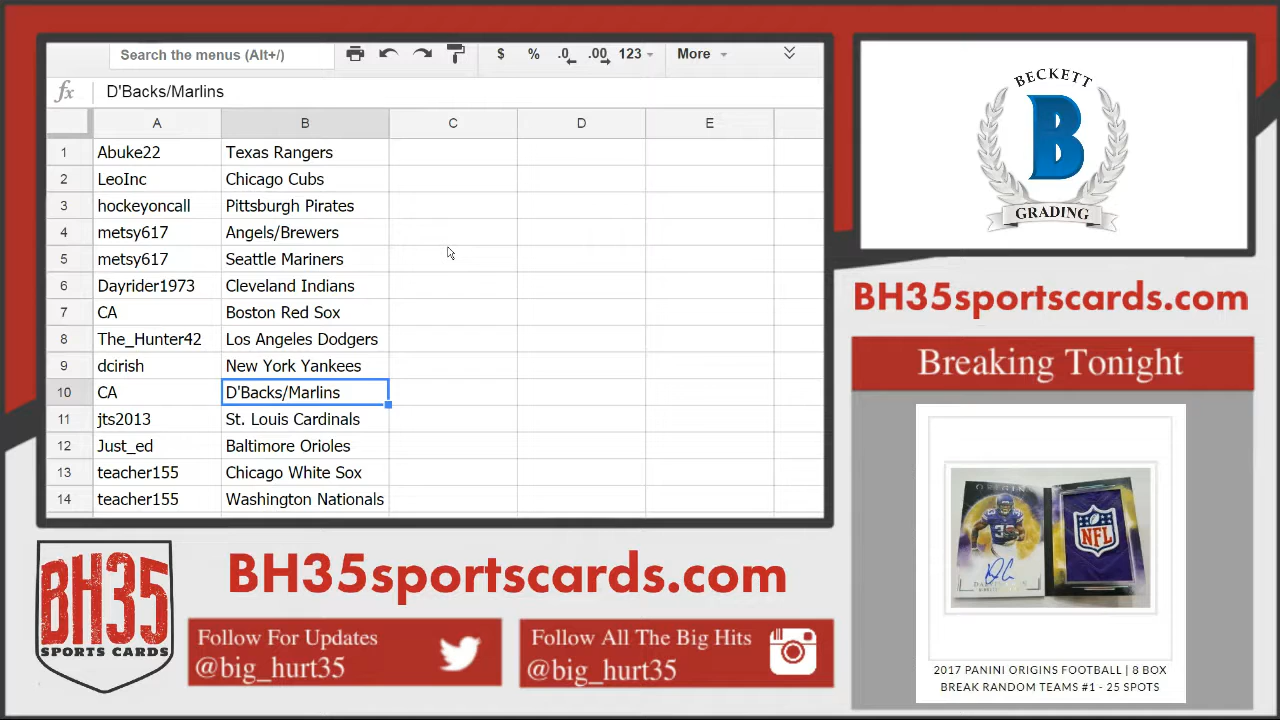 Search the menus (Alt+/)
$ % .0 .00 123 More
fx D'Backs/Marlins
A B C D E
1 Abuke22 Texas Rangers
2 LeoInc Chicago Cubs
3 hockeyoncall Pittsburgh Pirates
4 metsy617 Angels/Brewers
5 metsy617 Seattle Mariners
6 Dayrider1973 Cleveland Indians
7 CA Boston Red Sox
8 The_Hunter42 Los Angeles Dodgers
9 dcirish New York Yankees
10 CA D'Backs/Marlins
11 jts2013 St. Louis Cardinals
12 Just_ed Baltimore Orioles
13 teacher155 Chicago White Sox
14 teacher155 Washington Nationals
BECKETT
B
GRADING
BH35sportscards.com
Breaking Tonight
ORIGINS
33
NFL
2017 PANINI ORIGINS FOOTBALL | 8 BOX
BREAK RANDOM TEAMS #1 - 25 SPOTS
BH35
SPORTS CARDS
BH35sportscards.com
Follow For Updates
@big_hurt35
Follow All The Big Hits
@big_hurt35